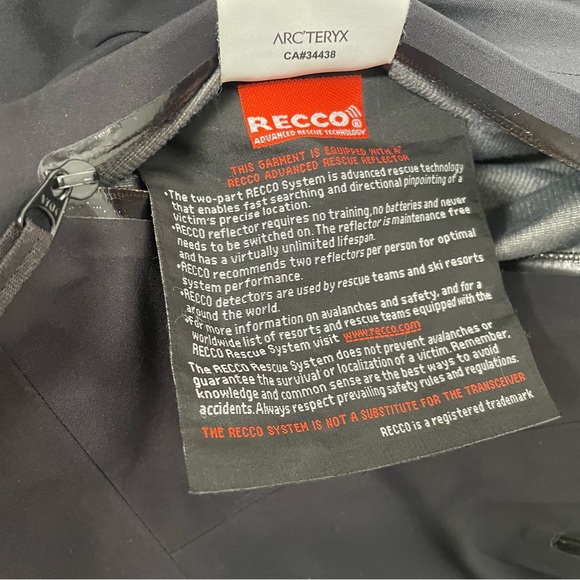 ARC'TERYX
CA#34438
RECCO®
ADVANCED RESCUE TECHNOLOGY
THIS GARMENT IS EQUIPPED WITH A
RECCO ADVANCED RESCUE REFLECTOR
•The two-part RECCO System is advanced rescue technology
that enables fast searching and directional pinpointing of a
victim's precise location.
•RECCO reflector requires no training, no batteries and never
needs to be switched on. The reflector is maintenance free
and has a virtually unlimited lifespan.
•RECCO recommends two reflectors per person for optimal
system performance.
•RECCO detectors are used by rescue teams and ski resorts
around the world.
•For more information on avalanches and safety, and for a
worldwide list of resorts and rescue teams equipped with the
RECCO Rescue System visit www.recco.com
The RECCO Rescue System does not prevent avalanches or
guarantee the survival or localization of a victim. Remember,
knowledge and common sense are the best ways to avoid
accidents. Always respect prevailing safety rules and regulations.
THE RECCO SYSTEM IS NOT A SUBSTITUTE FOR THE TRANSCEIVER
RECCO is a registered trademark